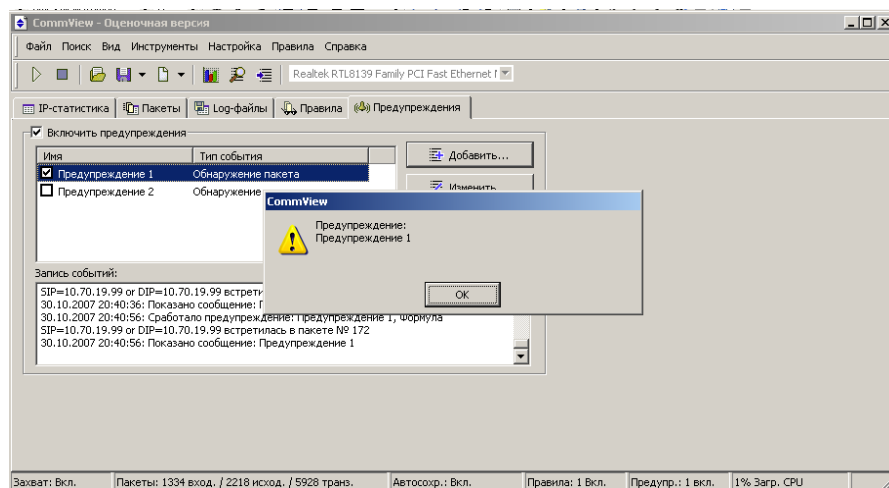 CommView - Оценочная версия
Файл Поиск Вид Инструменты Настройка Правила Справка
Realtek RTL8139 Family PCI Fast Ethernet
IP-статистика Пакеты Log-файлы Правила Предупреждения
Включить предупреждения
Имя Тип события
Предупреждение 1 Обнаружение пакета
Предупреждение 2 Обнаружение
Добавить...
Изменить
CommView
Предупреждение:
Предупреждение 1
OK
Запись событий:
SIP=10.70.19.99 or DIP=10.70.19.99
30.10.2007 20:40:36: Показано сообщение:
30.10.2007 20:40:56: Сработало предупреждение: Предупреждение 1, Формула
SIP=10.70.19.99 or DIP=10.70.19.99 встретилась в пакете № 172
30.10.2007 20:40:56: Показано сообщение: Предупреждение 1
Захват: Вкл. Пакеты: 1334 вход. / 2218 исход. / 5928 транз. Автосохр.: Вкл. Правила: 1 Вкл. Предупр.: 1 вкл. 1% Загр. CPU